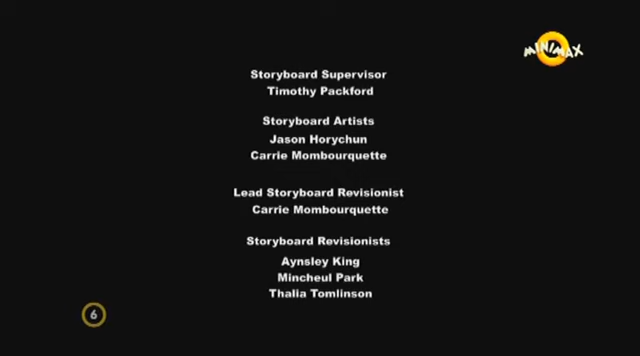 MINIMAX
Storyboard Supervisor
Timothy Packford
Storyboard Artists
Jason Horychun
Carrie Mombourquette
Lead Storyboard Revisionist
Carrie Mombourquette
Storyboard Revisionists
Aynsley King
Mincheul Park
Thalia Tomlinson
6